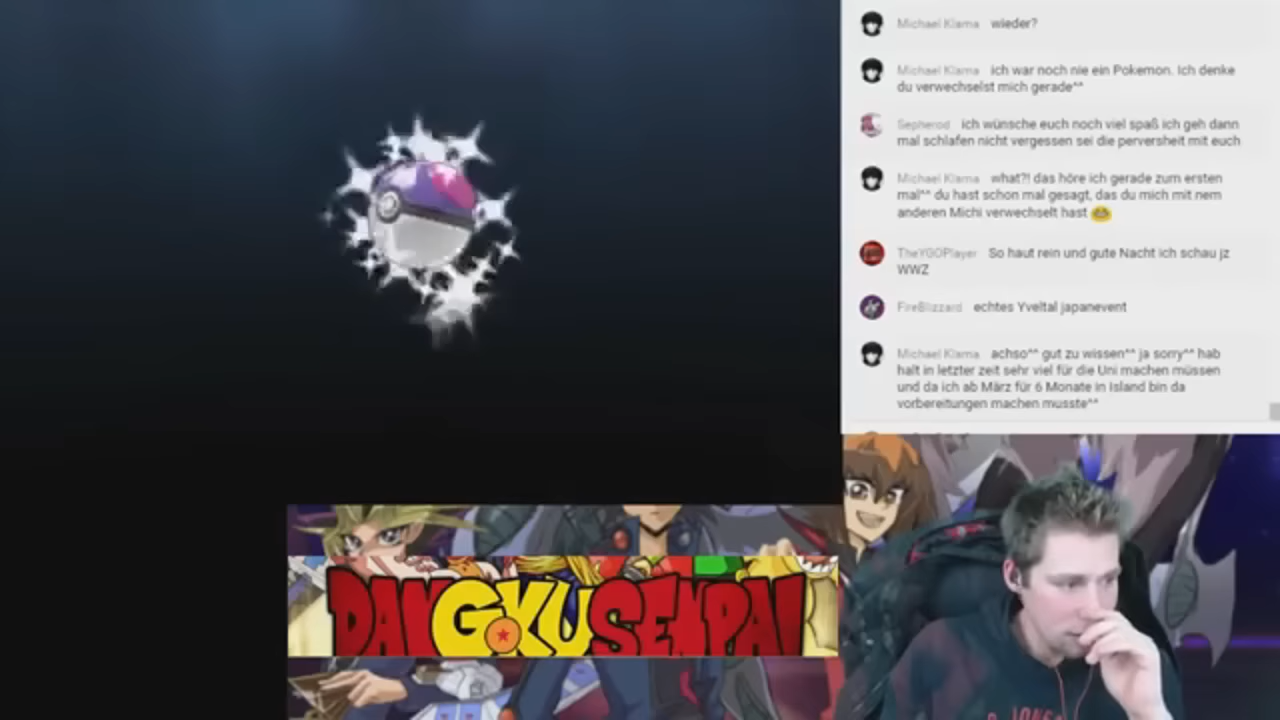 Michael Klama wieder?
Michael Klama ich war noch nie ein Pokemon. Ich denke
du verwechselst mich gerade^^
Sepherod ich wünsche euch noch viel spaß ich geh dann
mal schlafen nicht vergessen sei die perversheit mit euch
Michael Klama what?! das höre ich gerade zum ersten
mal^^ du hast schon mal gesagt, das du mich mit nem
anderen Michi verwechselt hast
TheYGOPlayer So haut rein und gute Nacht ich schau jz
WWZ
FireBlizzard echtes Yveltal japanevent
Michael Klama achso^^ gut zu wissen^^ ja sorry^^ hab
halt in letzter zeit sehr viel für die Uni machen müssen
und da ich ab März für 6 Monate in Island bin da
vorbereitungen machen musste^^
DANGOKUSENPAI